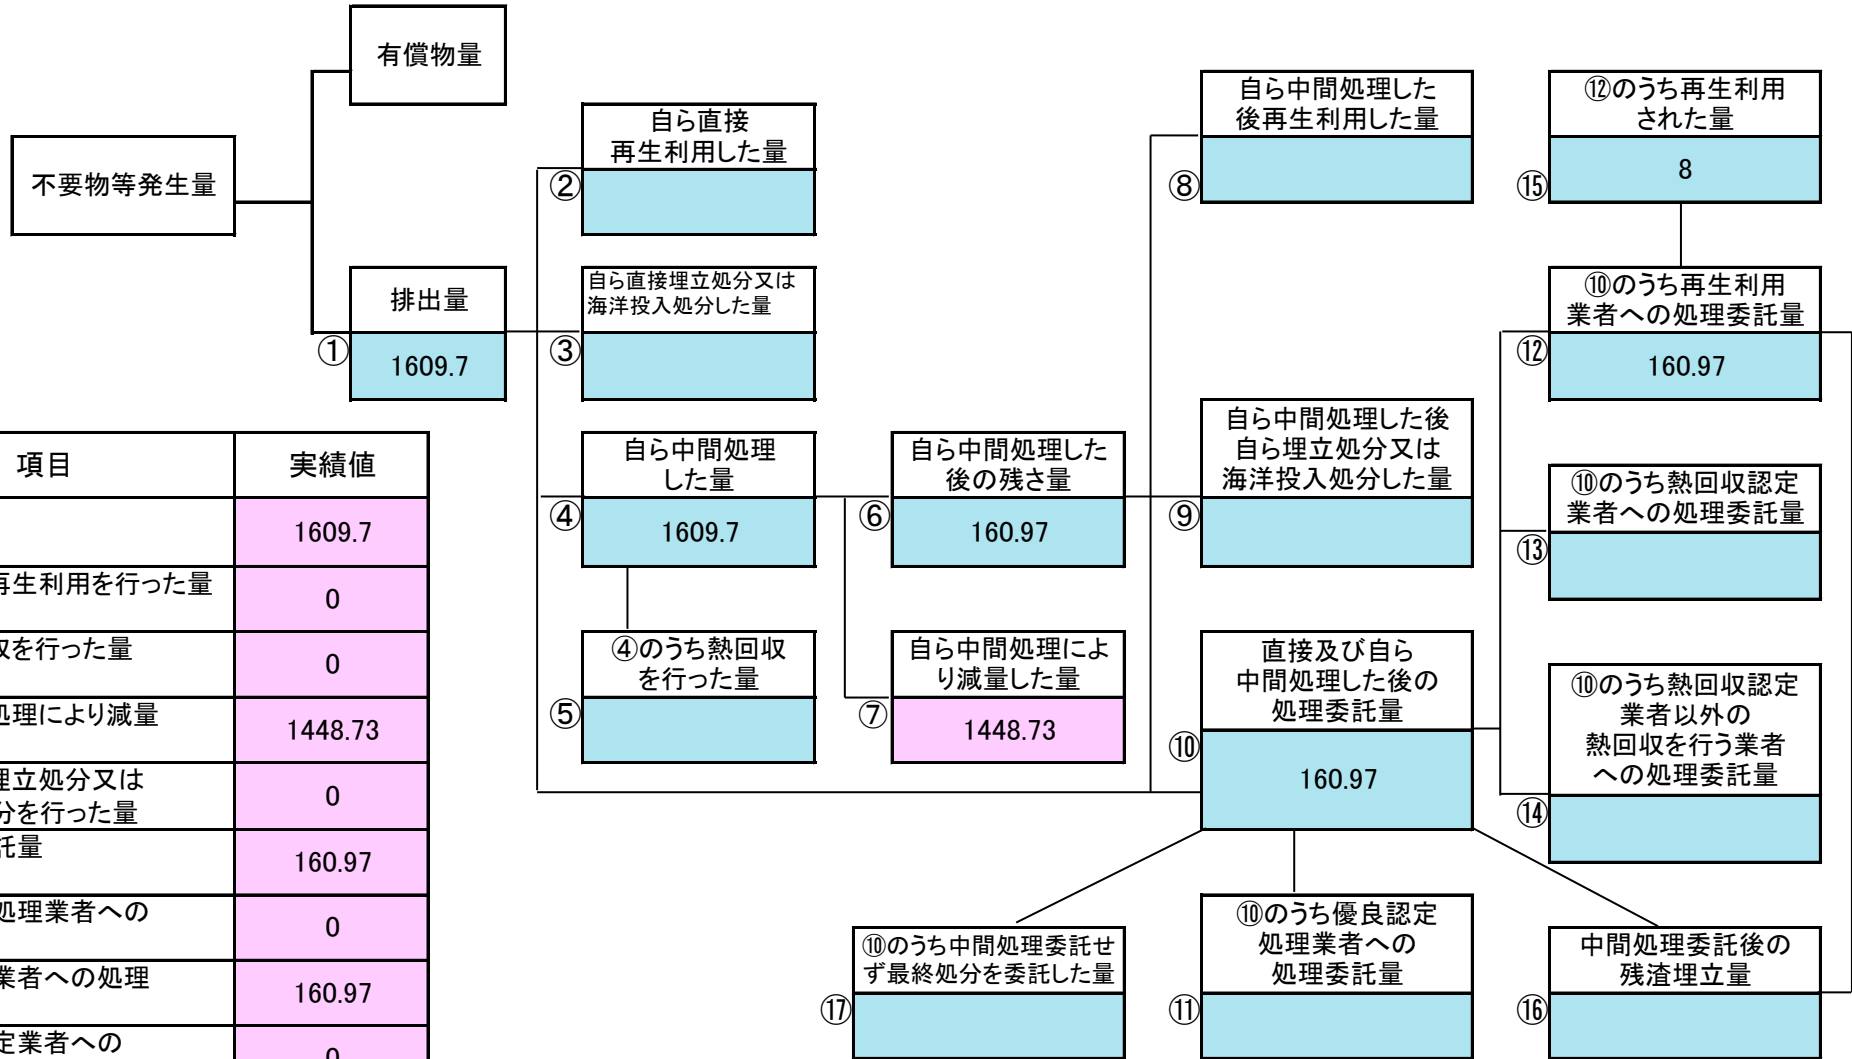 有償物量
不要物等発生量
排出量
①
1609.7
自ら直接
再生利用した量
②
自ら直接埋立処分又は
海洋投入処分した量
③
自ら中間処理
した量
④
1609.7
④のうち熱回収
を行った量
⑤
自ら中間処理した
後の残さ量
⑥
160.97
自ら中間処理によ
り減量した量
⑦
1448.73
自ら中間処理した
後再生利用した量
⑧
自ら中間処理した後
自ら埋立処分又は
海洋投入処分した量
⑨
直接及び自ら
中間処理した後の
処理委託量
⑩
160.97
⑫のうち再生利用
された量
⑮
8
⑩のうち再生利用
業者への処理委託量
⑫
160.97
⑩のうち熱回収認定
業者への処理委託量
⑬
⑩のうち熱回収認定
業者以外の
熱回収を行う業者
への処理委託量
⑭
⑩のうち中間処理委託せ
ず最終処分を委託した量
⑰
⑩のうち優良認定
処理業者への
処理委託量
⑪
中間処理委託後の
残渣埋立量
⑯
項目 実績値
1609.7
再生利用を行った量
0
を行った量
0
処理により減量
1448.73
埋立処分又は
分を行った量
0
託量
160.97
処理業者への
0
業者への処理
160.97
定業者への
0